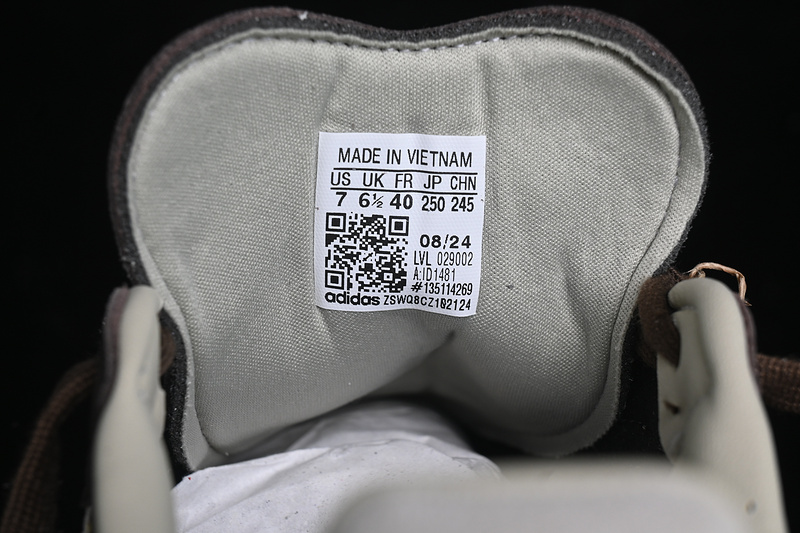 MADE IN VIETNAM
US UK FR JP CHN
7 6½ 40 250 245
08/24
LVL 029002
A:ID1481
#135114269
adidas ZSWQ8CZ102124